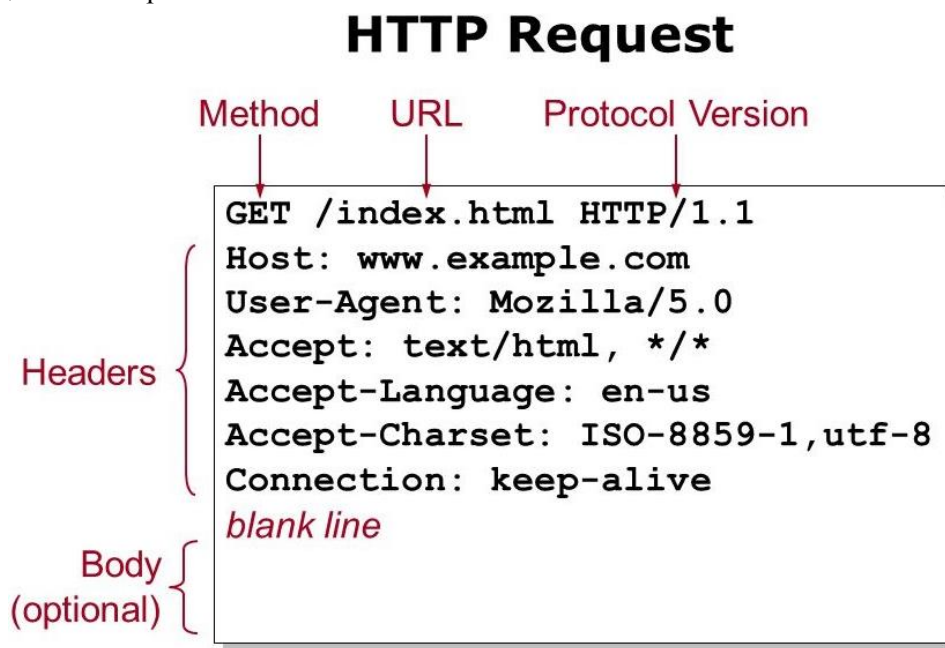 HTTP Request
Method URL Protocol Version
GET /index.html HTTP/1.1
Host: www.example.com
User-Agent: Mozilla/5.0
Accept: text/html, */*
Headers
Accept-Language: en-us
Accept-Charset: ISO-8859-1,utf-8
Connection: keep-alive
blank line
Body
(optional)